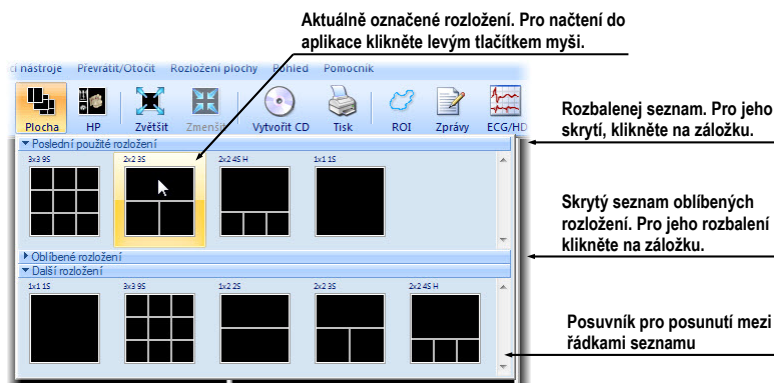 Aktuálně označené rozložení. Pro načtení do
aplikace klikněte levým tlačítkem myši.
cí nástroje Převrátit/Otočit Rozložení plochy Pohled Pomocník
Plocha HP Zvětšit Zmenšit Vytvořit CD Tisk ROI Zprávy ECG/HD
Rozbalenej seznam. Pro jeho
skrytí, klikněte na záložku.
Poslední použité rozložení
3x3 9S 2x2 3S 2x2 4S H 1x1 1S
Skrytý seznam oblíbených
rozložení. Pro jeho rozbalení
klikněte na záložku.
Oblíbené rozložení
Další rozložení
1x1 1S 3x3 9S 1x2 2S 2x2 3S 2x2 4S H
Posuvník pro posunutí mezi
řádkami seznamu